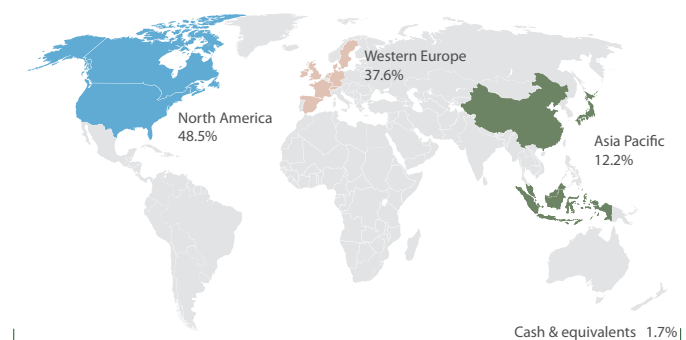 Western Europe
37.6%
North America
48.5%
Asia Pacific
12.2%
Cash & equivalents 1.7%